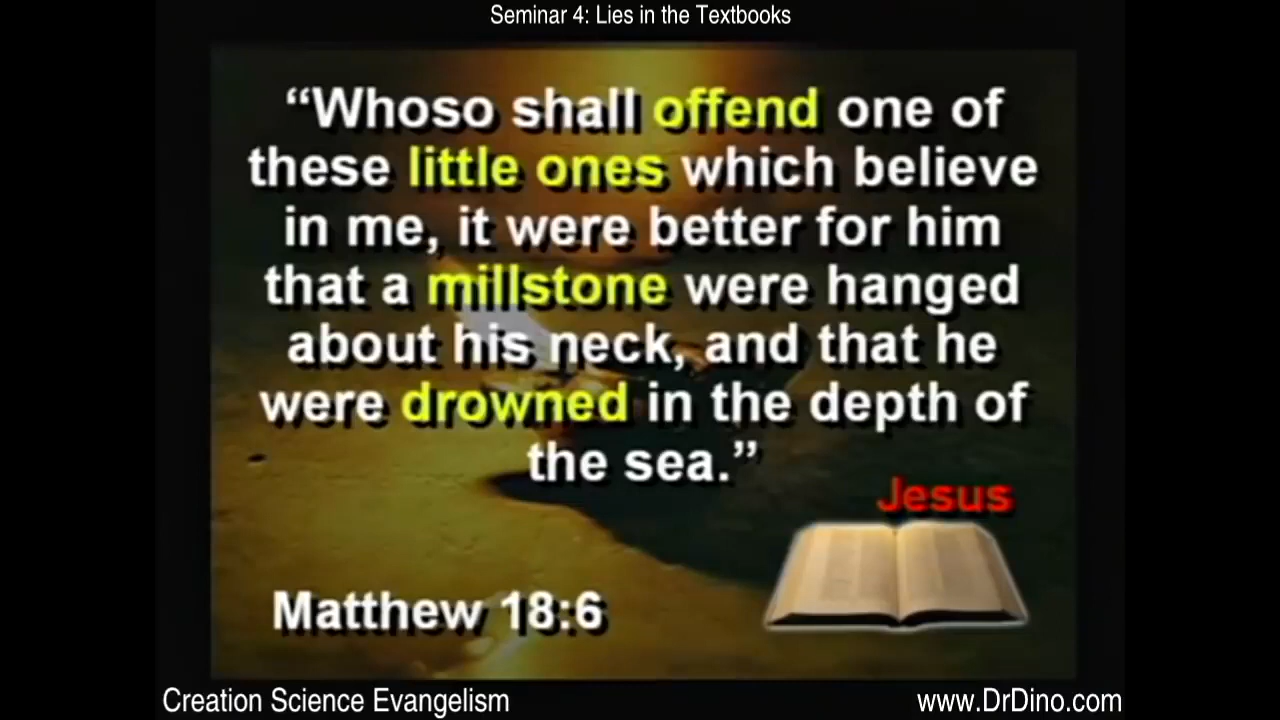 Seminar 4: Lies in the Textbooks
“Whoso shall offend one of
these little ones which believe
in me, it were better for him
that a millstone were hanged
about his neck, and that he
were drowned in the depth of
the sea.”
Jesus
Matthew 18:6
Creation Science Evangelism
www.DrDino.com